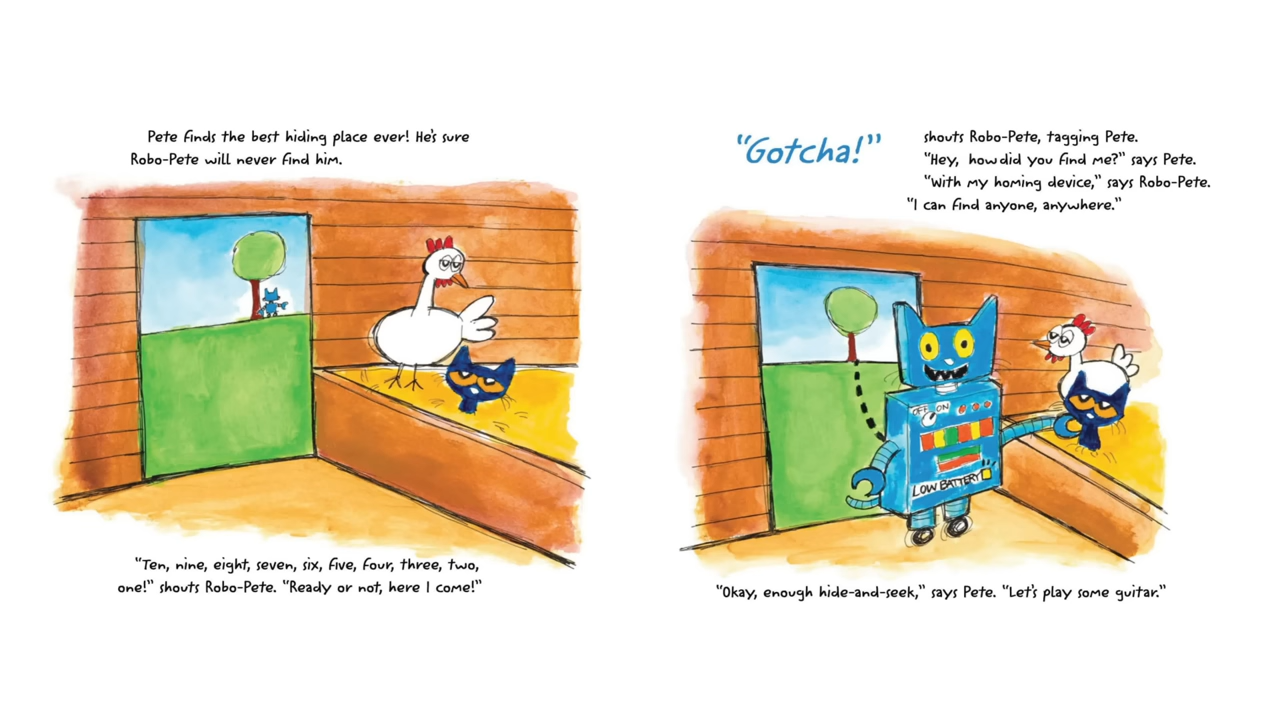 Pete finds the best hiding place ever! He's sure
Robo-Pete will never find him.
"Ten, nine, eight, seven, six, five, four, three, two,
one!" shouts Robo-Pete. "Ready or not, here I come!"
"Gotcha!" shouts Robo-Pete, tagging Pete.
"Hey, how did you find me?" says Pete.
"With my homing device," says Robo-Pete.
"I can find anyone, anywhere."
OFF ON
LOW BATTERY
"Okay, enough hide-and-seek," says Pete. "Let's play some guitar."